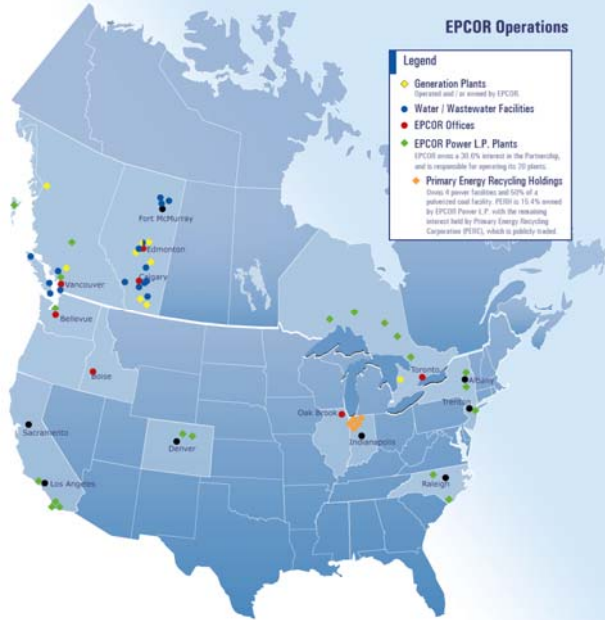 EPCOR Operations
Legend
Generation Plants
Operated and / or owned by EPCOR.
Water / Wastewater Facilities
EPCOR Offices
EPCOR Power L.P. Plants
EPCOR owns a 30.6% interest in the Partnership,
and is responsible for operating its 20 plants.
Primary Energy Recycling Holdings
Owns 4 power facilities and 50% of a
pulverized coal facility. PERH is 15.4% owned
by EPCOR Power L.P. with the remaining
interest held by Primary Energy Recycling
Corporation (PERC), which is publicly traded.
Fort McMurray
Edmonton
Calgary
Vancouver
Bellevue
Boise
Toronto
Albany
Trenton
Oak brook
Sacramento
Indianapolis
Denver
Los Angeles
Raleigh